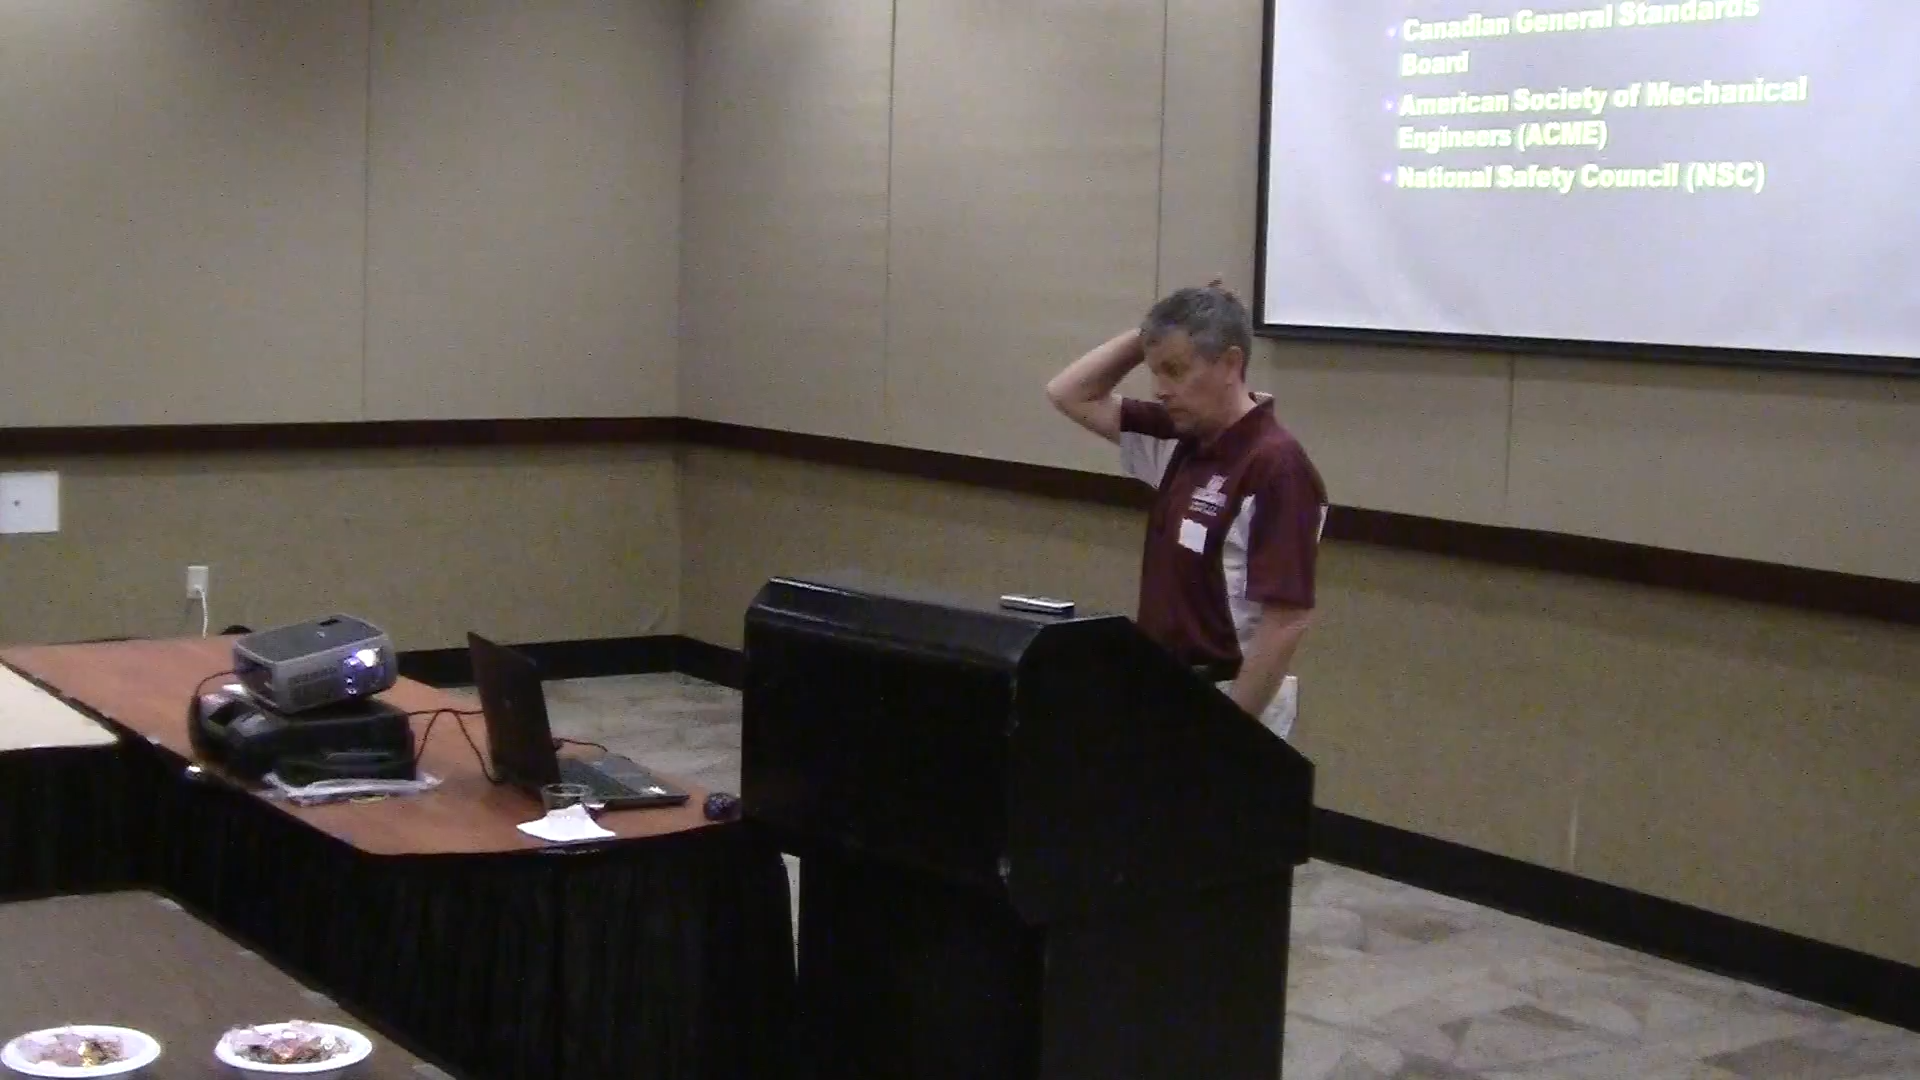 Canadian General Standards
Board
American Society of Mechanical
Engineers (ACME)
National Safety Council (NSC)